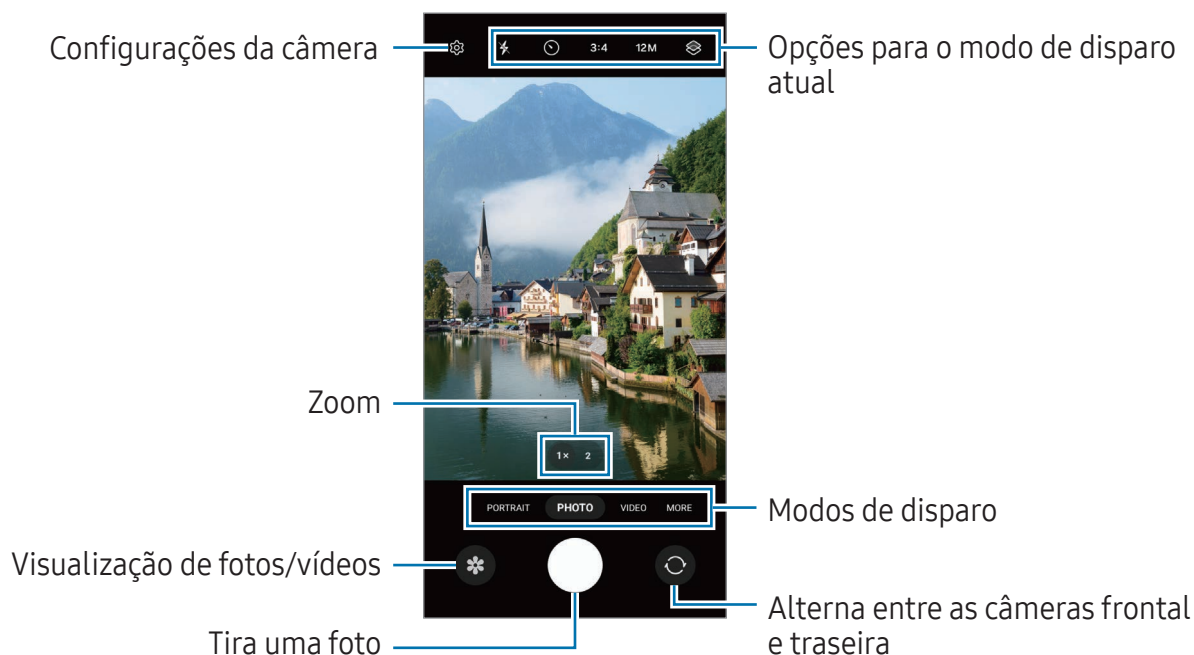 Configurações da câmera
3:4
12M
Opções para o modo de disparo
atual
Zoom
1×
2
PORTRAIT
PHOTO
VIDEO
MORE
Modos de disparo
Visualização de fotos/vídeos
Tira uma foto
Alterna entre as câmeras frontal
e traseira